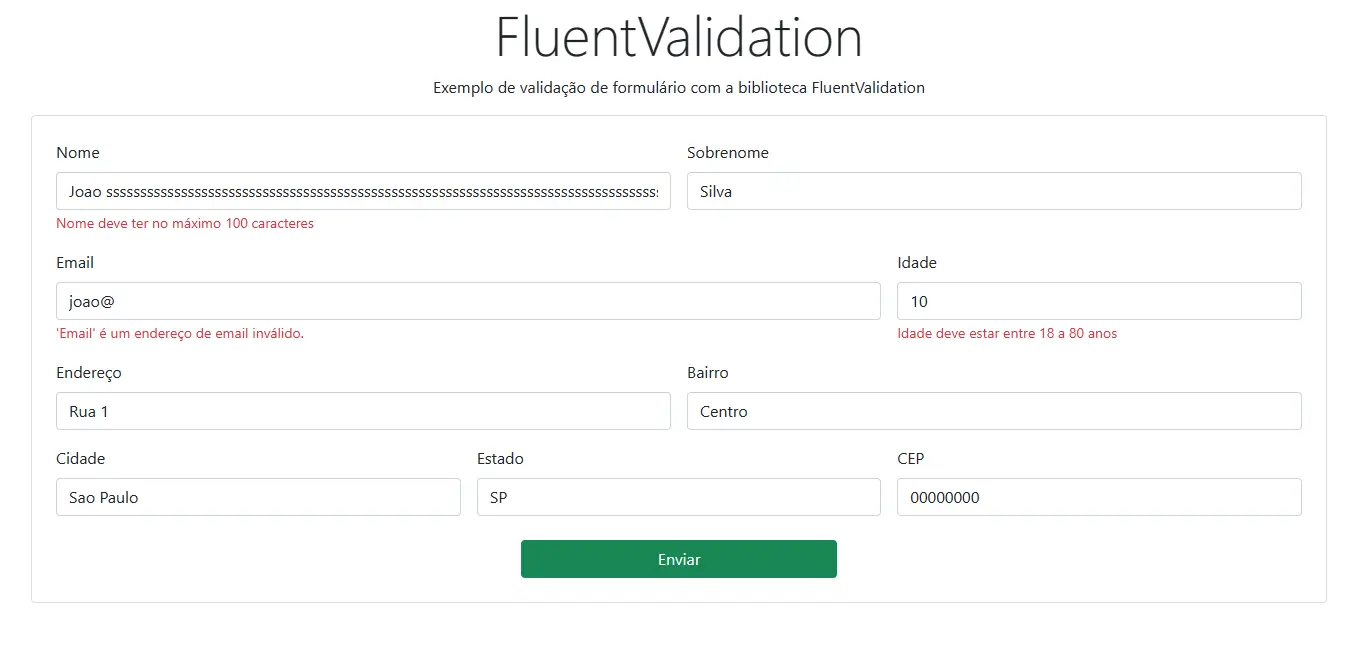 FluentValidation
Exemplo de validação de formulário com a biblioteca FluentValidation
Nome
Sobrenome
Joao sssssssssssssssssssssssssssssssssssssssssssssssssssssssssssssssssssssssssssssssss
Silva
Nome deve ter no máximo 100 caracteres
Email
Idade
joao@
10
'Email' é um endereço de email inválido.
Idade deve estar entre 18 a 80 anos
Endereço
Bairro
Rua 1
Centro
Cidade
Estado
CEP
Sao Paulo
SP
00000000
Enviar